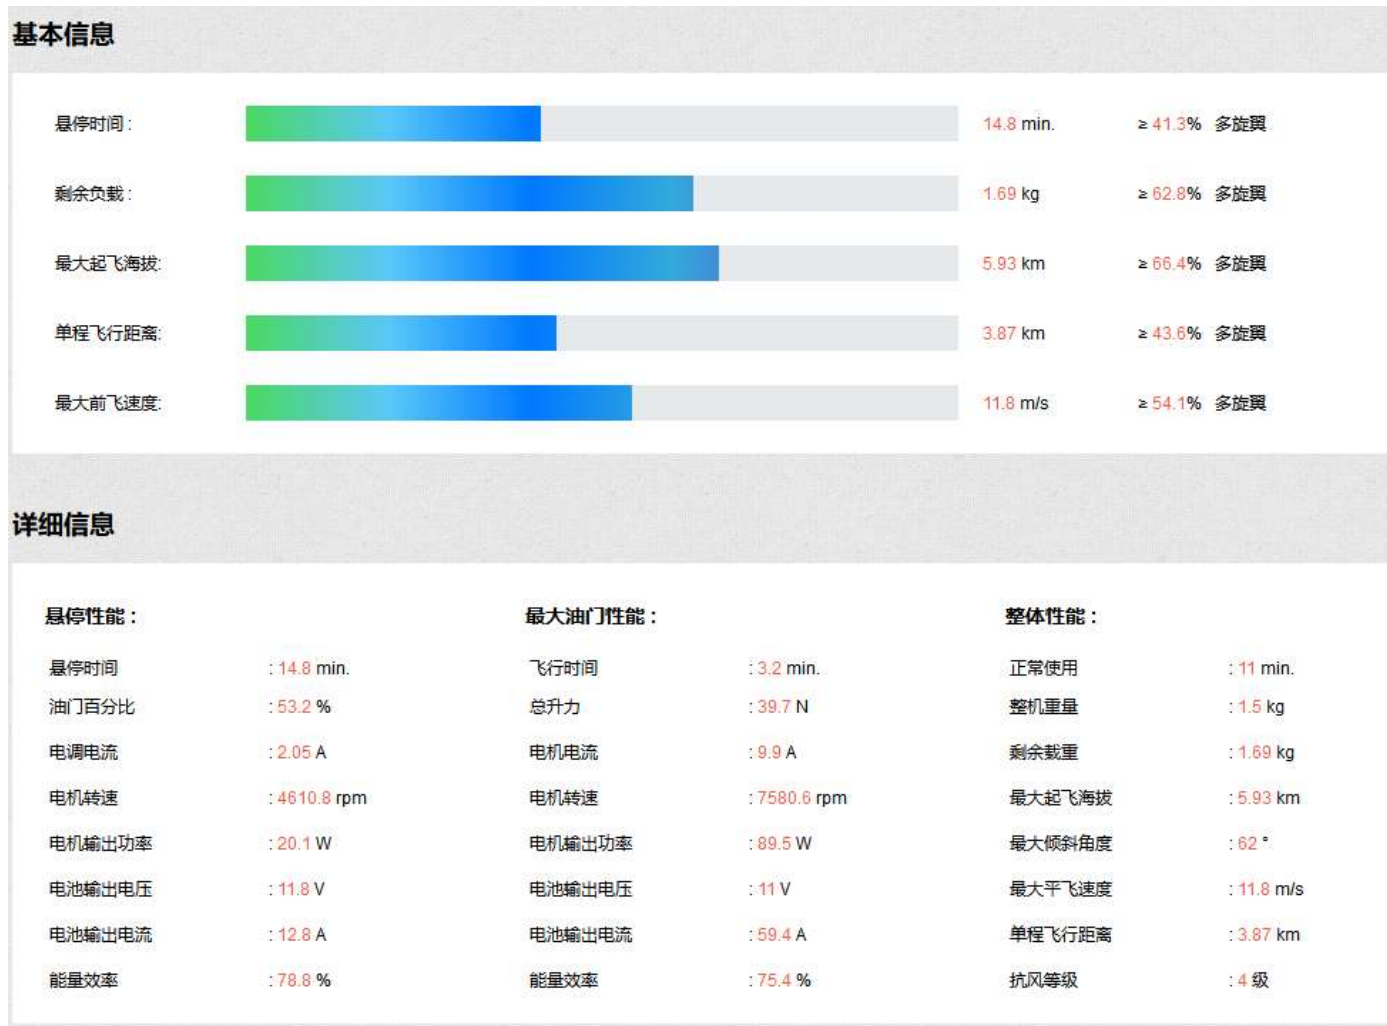 基本信息
悬停时间 : 14.8 min. ≥ 41.3% 多旋翼
剩余负载 : 1.69 kg ≥ 62.8% 多旋翼
最大起飞海拔: 5.93 km ≥ 66.4% 多旋翼
单程飞行距离: 3.87 km ≥ 43.6% 多旋翼
最大前飞速度: 11.8 m/s ≥ 54.1% 多旋翼
详细信息
悬停性能 : 最大油门性能 : 整体性能 :
悬停时间 : 14.8 min. 飞行时间 : 3.2 min. 正常使用 : 11 min.
油门百分比 : 53.2 % 总升力 : 39.7 N 整机重量 : 1.5 kg
电调电流 : 2.05 A 电机电流 : 9.9 A 剩余载重 : 1.69 kg
电机转速 : 4610.8 rpm 电机转速 : 7580.6 rpm 最大起飞海拔 : 5.93 km
电机输出功率 : 20.1 W 电机输出功率 : 89.5 W 最大倾斜角度 : 62 °
电池输出电压 : 11.8 V 电池输出电压 : 11 V 最大平飞速度 : 11.8 m/s
电池输出电流 : 12.8 A 电池输出电流 : 59.4 A 单程飞行距离 : 3.87 km
能量效率 : 78.8 % 能量效率 : 75.4 % 抗风等级 : 4 级